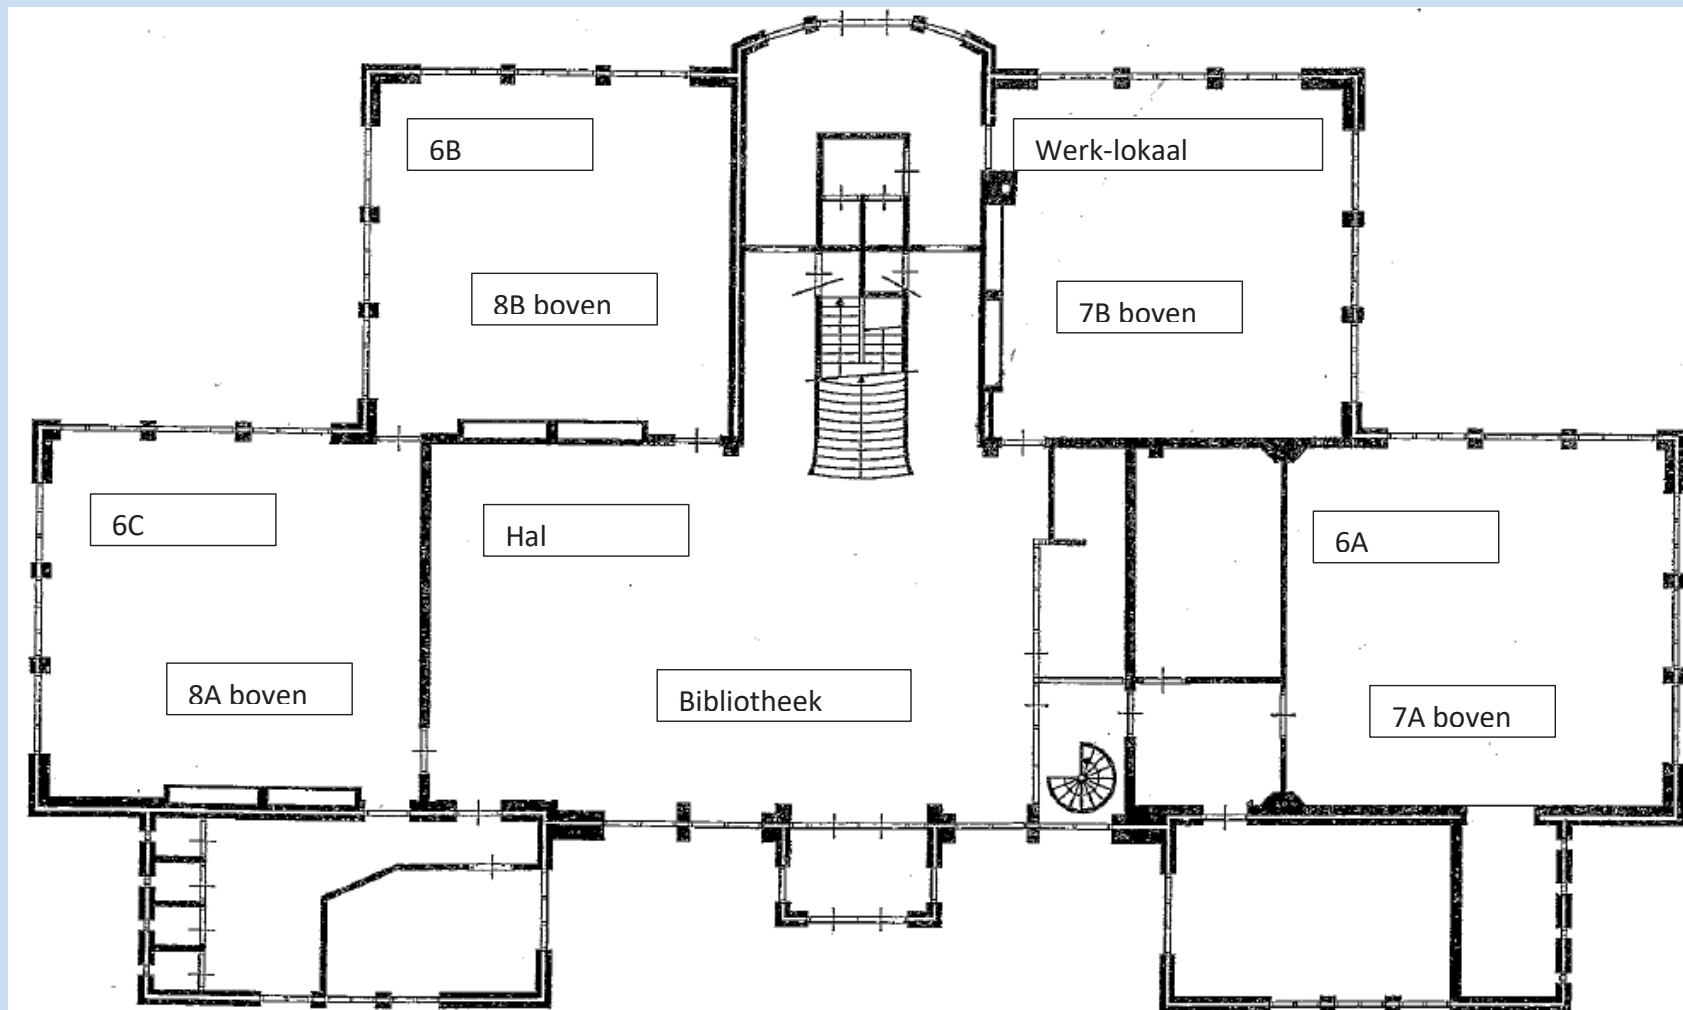 6B
Werk-lokaal
8B boven
7B boven
6C
Hal
6A
8A boven
Bibliotheek
7A boven